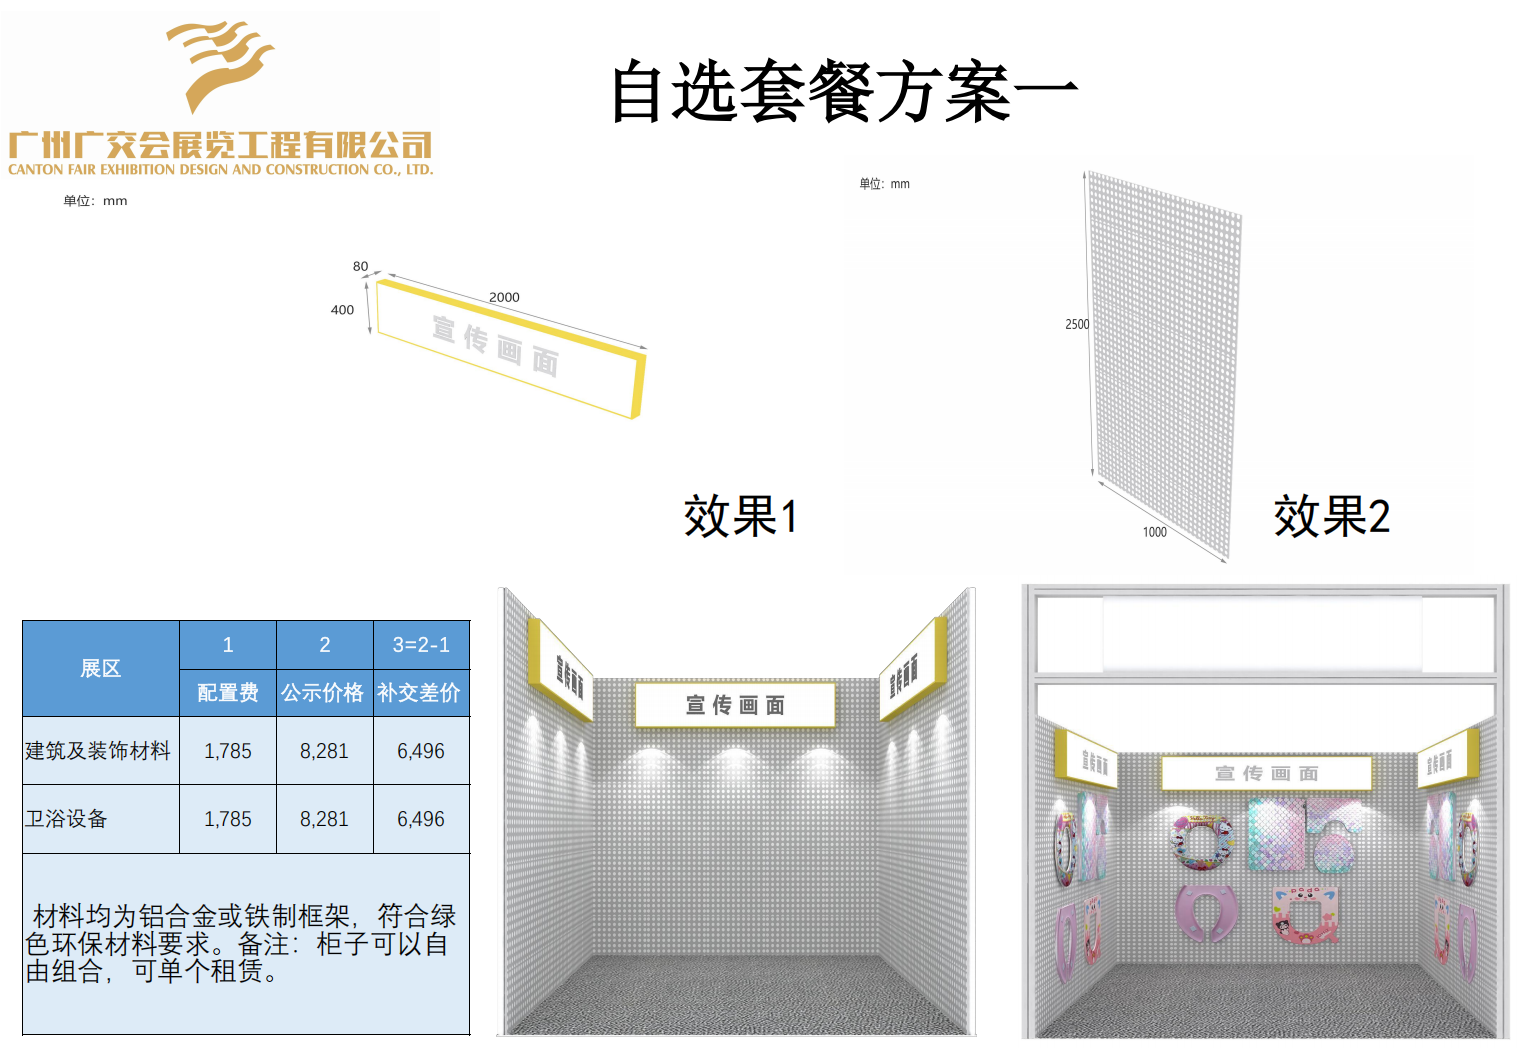 广州广交会展览工程有限公司
CANTON FAIR EXHIBITION DESIGN AND CONSTRUCTION CO., LTD.
自选套餐方案一
单位：mm
80
2000
400
宣传画面
单位：mm
2500
1000
效果1
效果2
展区
1
2
3=2-1
配置费
公示价格
补交差价
建筑及装饰材料
1,785
8,281
6,496
卫浴设备
1,785
8,281
6,496
材料均为铝合金或铁制框架，符合绿
色环保材料要求。备注：柜子可以自
由组合，可单个租赁。
宣传画面
宣传画面
宣传画面
宣传画面
宣传画面
宣传画面